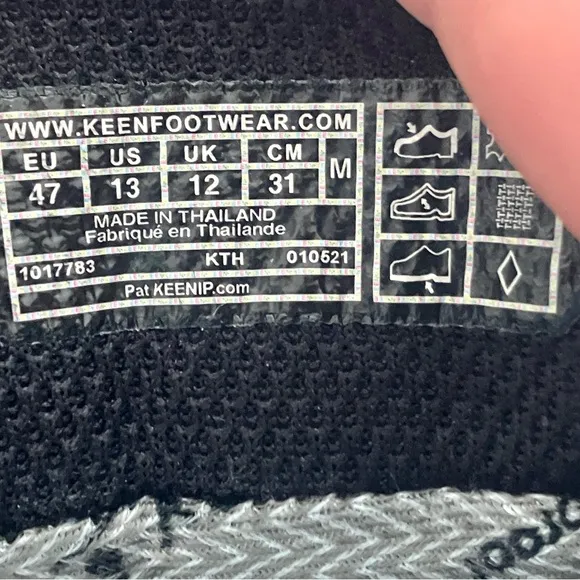 WWW.KEENFOOTWEAR.COM
EU US UK CM M
47 13 12 31
MADE IN THAILAND
Fabriqué en Thailande
1017783 KTH 010521
Pat KEENIP.com